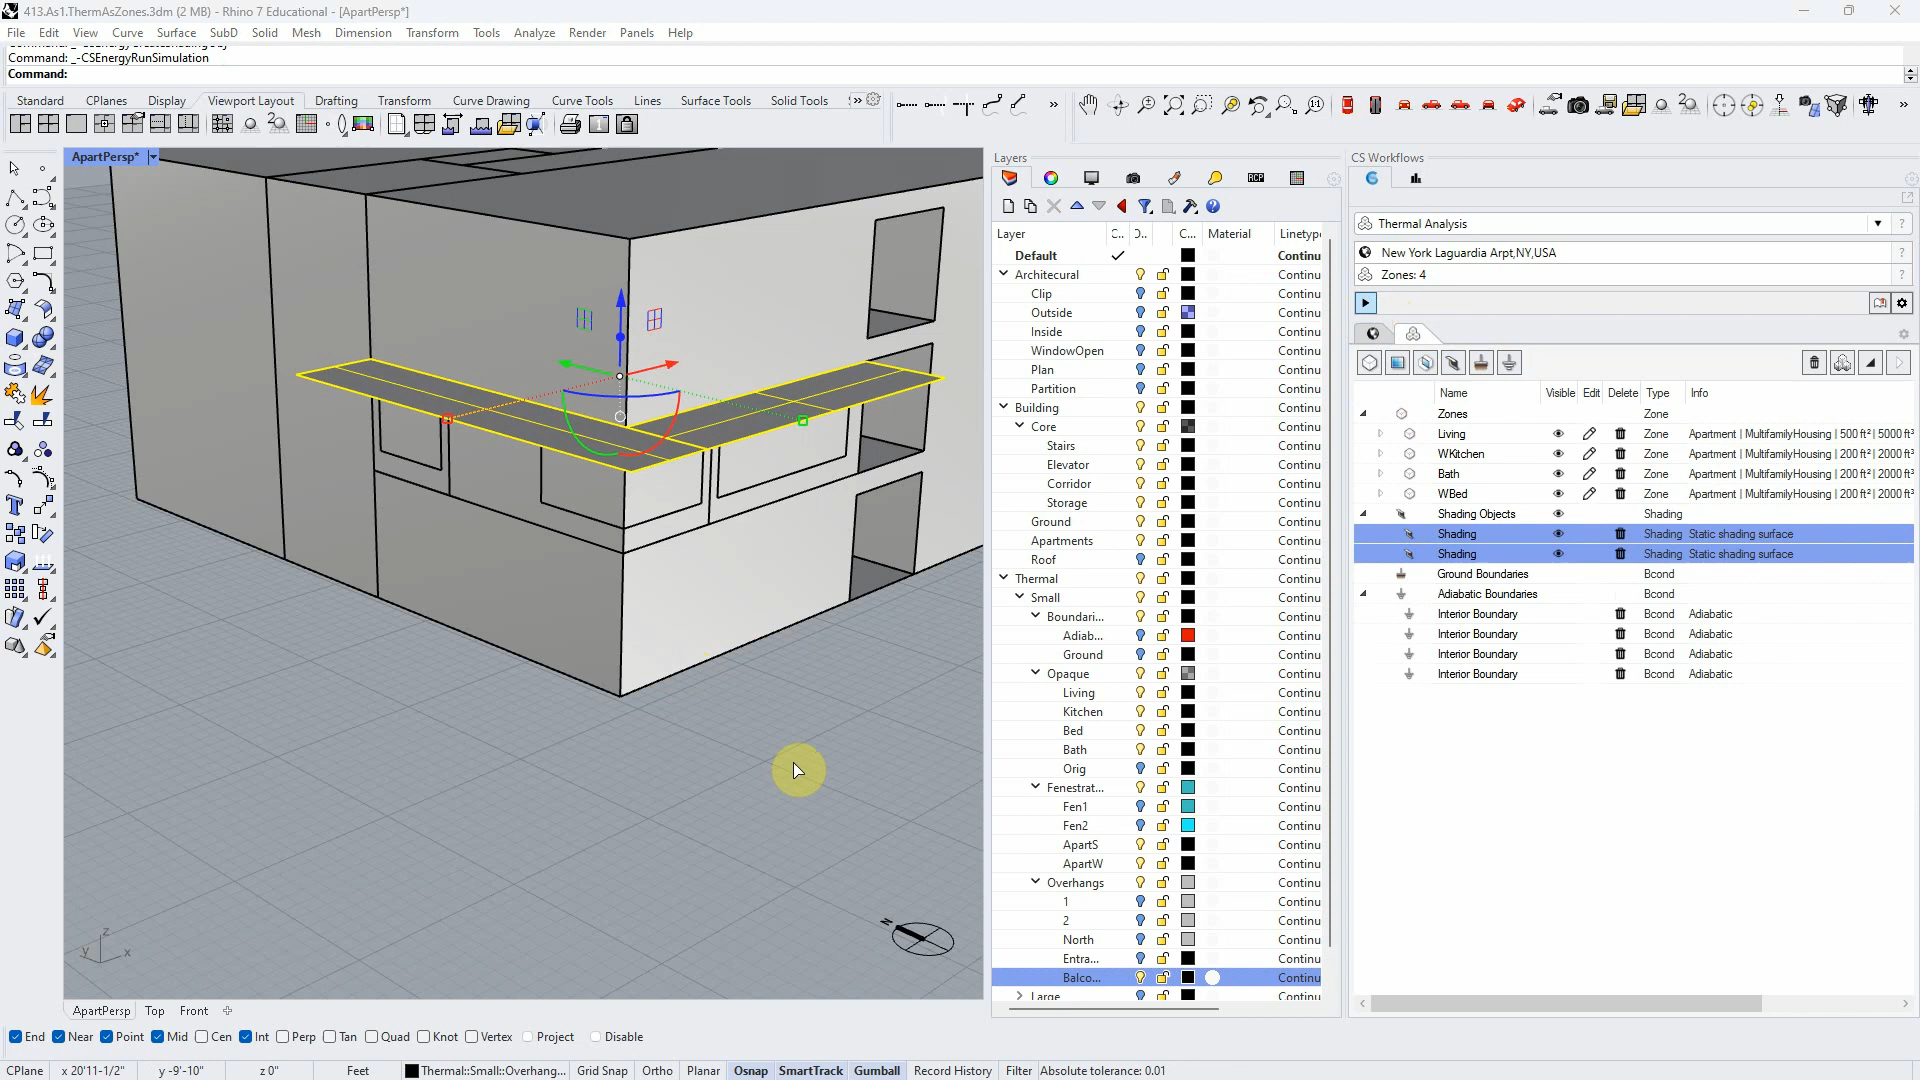 413.As1.ThermAsZones.3dm (2 MB) - Rhino 7 Educational - [ApartPersp*]
File Edit View Curve Surface SubD Solid Mesh Dimension Transform Tools Analyze Render Panels Help
Command: _-CSEnergyRunSimulation
Command:
Standard CPlanes Display Viewport Layout Drafting Transform Curve Drawing Curve Tools Lines Surface Tools Solid Tools
ApartPersp*
N
z
y
x
ApartPersp Top Front
Layers
Layer C.. D.. C... Material Linetype
Default Continu
Architecural Continu
Clip Continu
Outside Continu
Inside Continu
WindowOpen Continu
Plan Continu
Partition Continu
Building Continu
Core Continu
Stairs Continu
Elevator Continu
Corridor Continu
Storage Continu
Ground Continu
Apartments Continu
Roof Continu
Thermal Continu
Small Continu
Boundari... Continu
Adiab... Continu
Ground Continu
Opaque Continu
Living Continu
Kitchen Continu
Bed Continu
Bath Continu
Orig Continu
Fenestrat... Continu
Fen1 Continu
Fen2 Continu
ApartS Continu
ApartW Continu
Overhangs Continu
1 Continu
2 Continu
North Continu
Entra... Continu
Balco... Continu
Large Continu
CS Workflows
Thermal Analysis ?
New York Laguardia Arpt,NY,USA ?
Zones: 4 ?
Name Visible Edit Delete Type Info
Zones Zone
Living Zone Apartment | MultifamilyHousing | 500 ft² | 5000 ft³
WKitchen Zone Apartment | MultifamilyHousing | 200 ft² | 2000 ft³
Bath Zone Apartment | MultifamilyHousing | 200 ft² | 2000 ft³
WBed Zone Apartment | MultifamilyHousing | 200 ft² | 2000 ft³
Shading Objects Shading
Shading Shading Static shading surface
Shading Shading Static shading surface
Ground Boundaries Bcond
Adiabatic Boundaries Bcond
Interior Boundary Bcond Adiabatic
Interior Boundary Bcond Adiabatic
Interior Boundary Bcond Adiabatic
Interior Boundary Bcond Adiabatic
End Near Point Mid Cen Int Perp Tan Quad Knot Vertex Project Disable
CPlane x 20'11-1/2" y -9'-10" z 0" Feet Thermal::Small::Overhang... Grid Snap Ortho Planar Osnap SmartTrack Gumball Record History Filter Absolute tolerance: 0.01